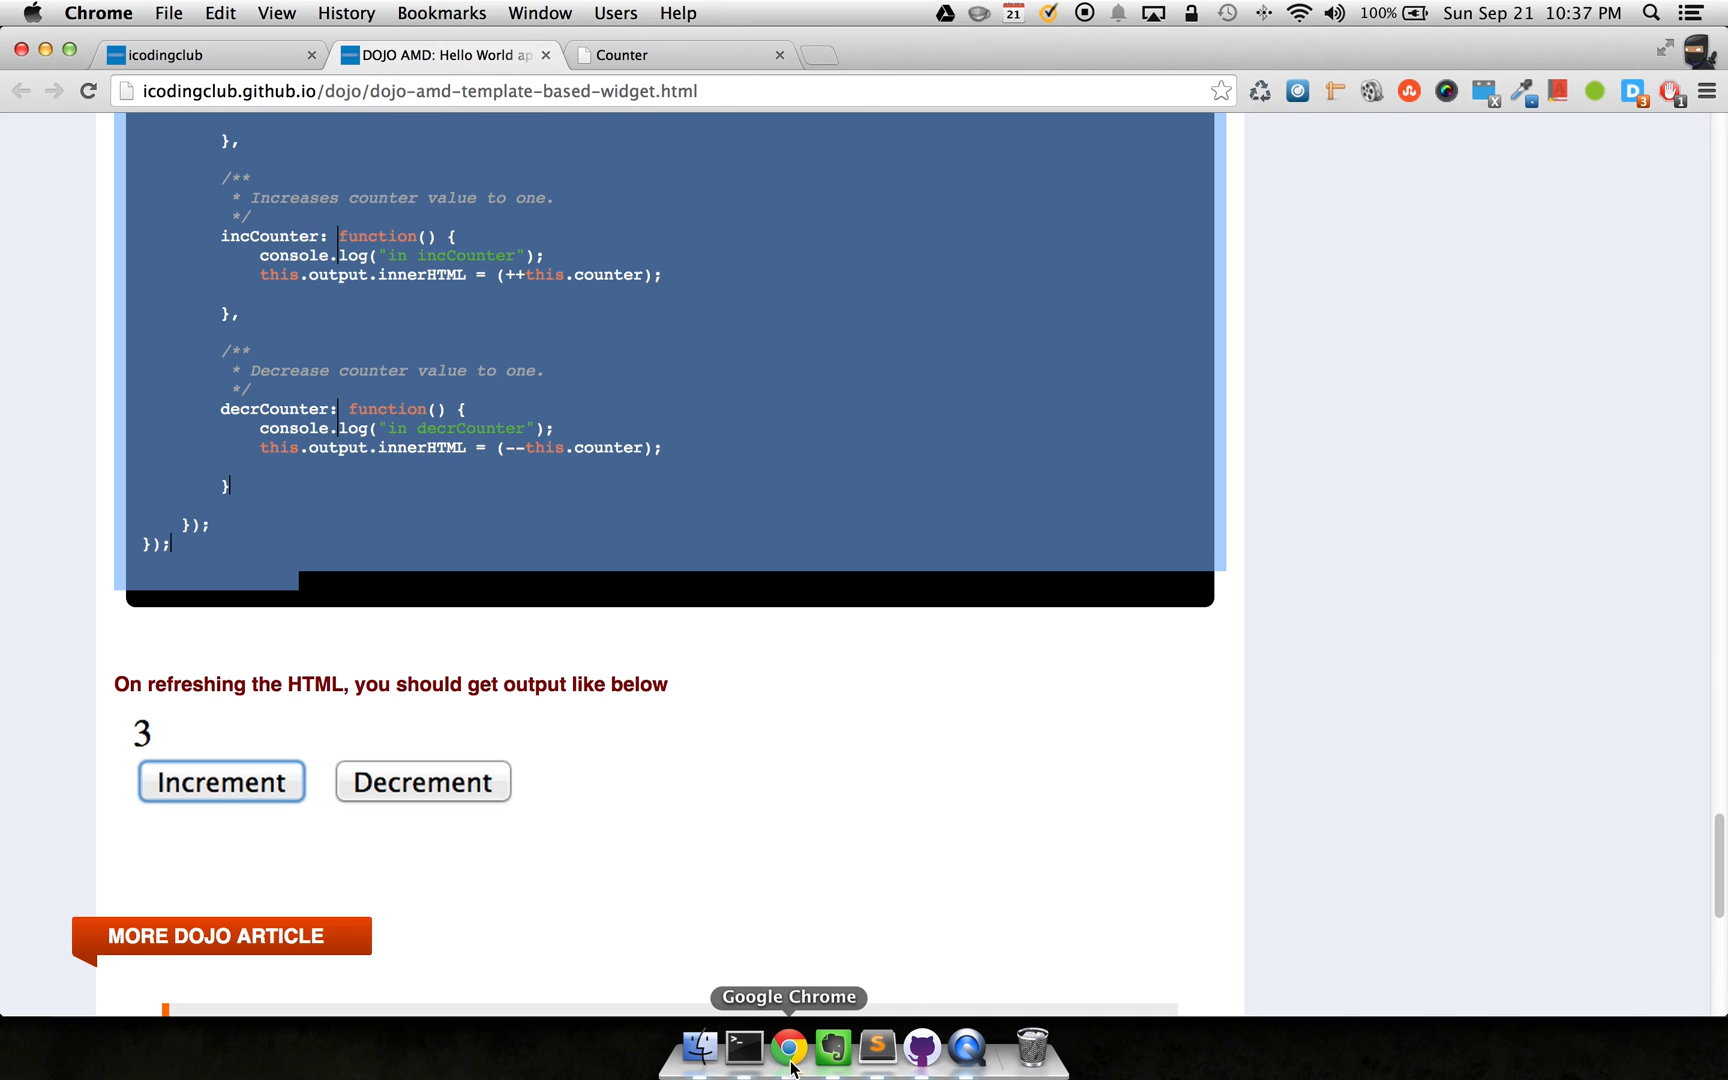 Chrome File Edit View History Bookmarks Window Users Help 21 100% Sun Sep 21 10:37 PM
icodingclub DOJO AMD: Hello World ap Counter
icodingclub.github.io/dojo/dojo-amd-template-based-widget.html X D 3 1
},
/**
* Increases counter value to one.
*/
incCounter: function() {
console.log("in incCounter");
this.output.innerHTML = (++this.counter);
},
/**
* Decrease counter value to one.
*/
decrCounter: function() {
console.log("in decrCounter");
this.output.innerHTML = (--this.counter);
}
});
});
On refreshing the HTML, you should get output like below
3
Increment Decrement
MORE DOJO ARTICLE
Google Chrome